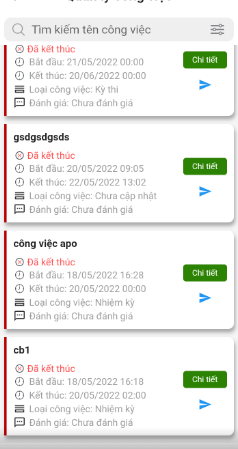 Tìm kiếm tên công việc
Đã kết thúc
Bắt đầu: 21/05/2022 00:00
Chi tiết
Kết thúc: 20/06/2022 00:00
Loại công việc: Kỳ thi
Đánh giá: Chưa đánh giá
gsdgsdgsds
Đã kết thúc
Bắt đầu: 20/05/2022 09:05
Chi tiết
Kết thúc: 22/05/2022 13:02
Loại công việc: Chưa cập nhật
Đánh giá: Chưa đánh giá
công việc apo
Đã kết thúc
Bắt đầu: 18/05/2022 16:28
Chi tiết
Kết thúc: 20/05/2022 00:00
Loại công việc: Nhiệm kỳ
Đánh giá: Chưa đánh giá
cb1
Đã kết thúc
Bắt đầu: 18/05/2022 16:18
Chi tiết
Kết thúc: 20/05/2022 02:00
Loại công việc: Nhiệm kỳ
Đánh giá: Chưa đánh giá